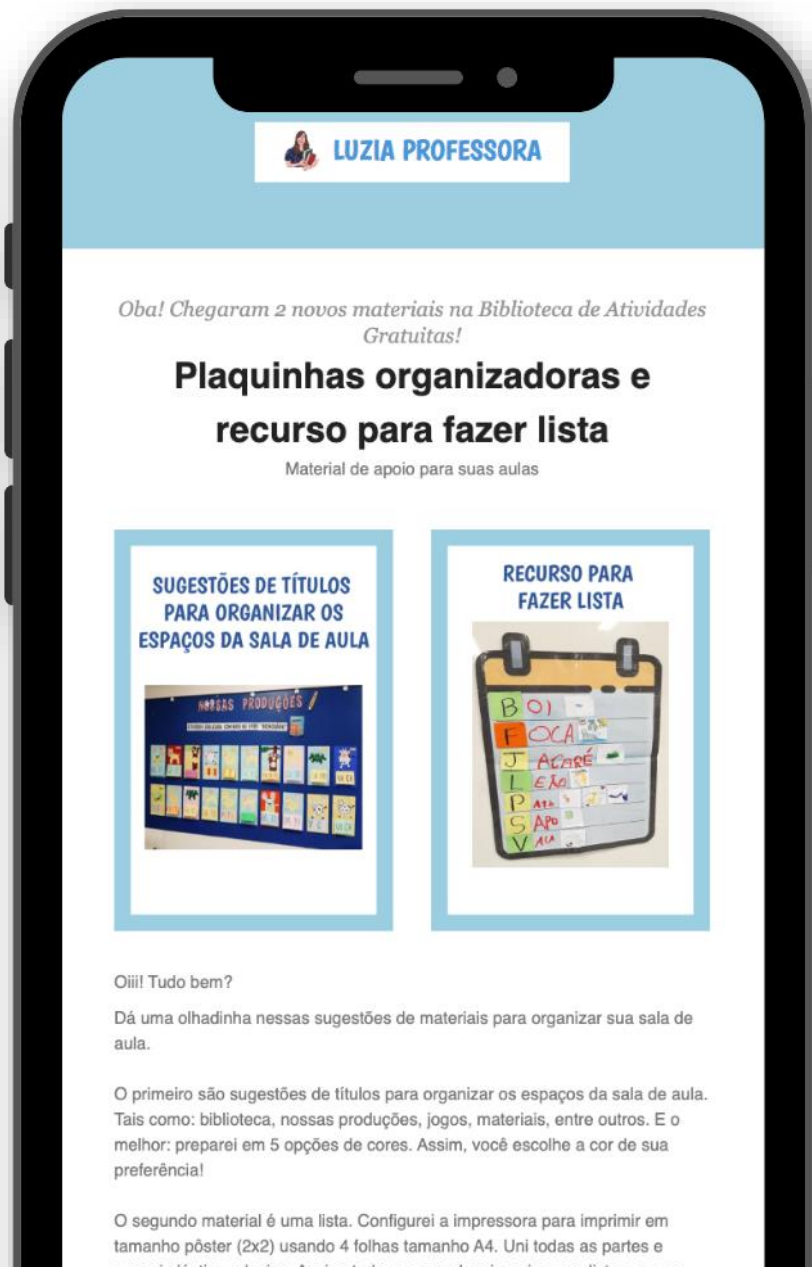 LUZIA PROFESSORA
Oba! Chegaram 2 novos materiais na Biblioteca de Atividades
Gratuitas!
Plaquinhas organizadoras e
recurso para fazer lista
Material de apoio para suas aulas
SUGESTÕES DE TÍTULOS
PARA ORGANIZAR OS
ESPAÇOS DA SALA DE AULA
NOSSAS PRODUÇÕES
RECURSO PARA
FAZER LISTA
B OI
F OCA
J ACARÉ
L EÃO
P
S APO
V
Oiii! Tudo bem?
Dá uma olhadinha nessas sugestões de materiais para organizar sua sala de
aula.
O primeiro são sugestões de títulos para organizar os espaços da sala de aula.
Tais como: biblioteca, nossas produções, jogos, materiais, entre outros. E o
melhor: preparei em 5 opções de cores. Assim, você escolhe a cor de sua
preferência!
O segundo material é uma lista. Configurei a impressora para imprimir em
tamanho pôster (2x2) usando 4 folhas tamanho A4. Uni todas as partes e